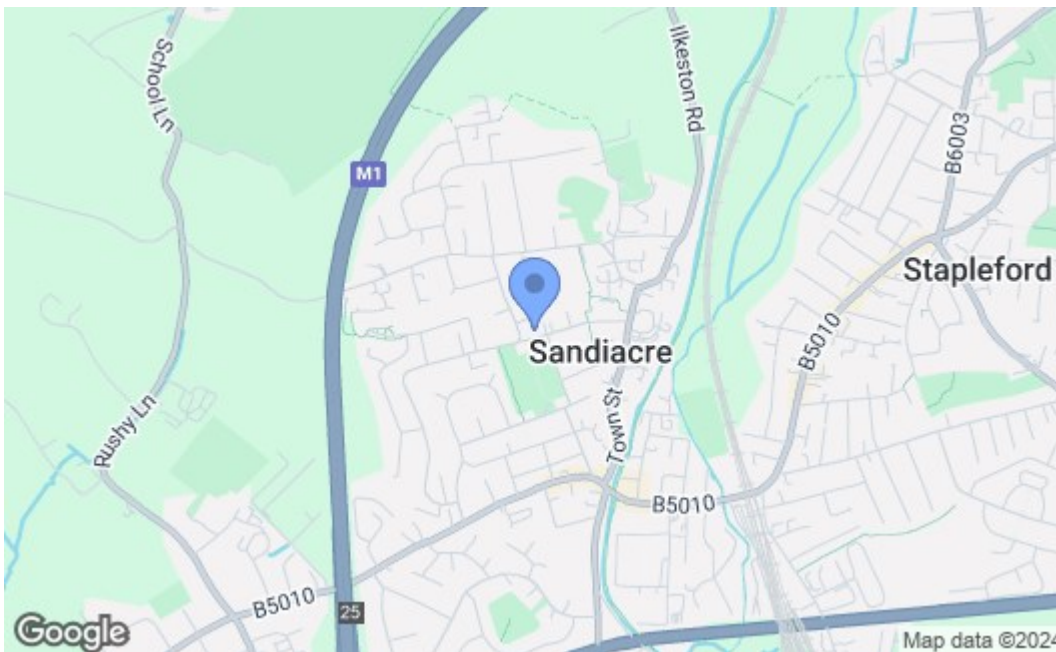 School Ln
Ilkeston Rd
M1
B6003
Stapleford
Sandiacre
B5010
Rushy Ln
Town St
B5010
B5010
25
Google
Map data ©2024